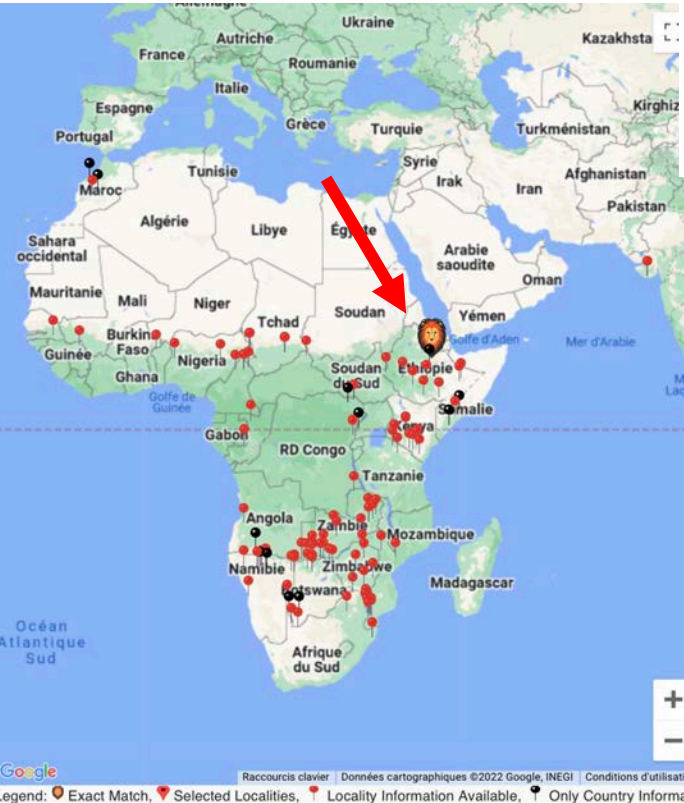 Ukraine
Kazakhsta
Autriche
France
Roumanie
Italie
Kirghiz
Espagne
Grèce
Turquie
Turkménistan
Portugal
Syrie
Afghanistan
Tunisie
Irak
Iran
Maroc
Pakistan
Algérie
Libye
Sahara
occidental
Arabie
saoudite
Oman
Mauritanie
Mali
Niger
Soudan
Yémen
Tchad
Burkina
Faso
Golfe d'Aden
Mer d'Arabie
Guinée
Nigeria
Soudan
du Sud
Éthiopie
Ghana
Golfe de
Guinée
Somalie
Gabon
Kenya
RD Congo
Tanzanie
Angola
Zambie
Mozambique
Namibie
Zimbabwe
Botswana
Madagascar
Océan
Atlantique
Sud
Afrique
du Sud
+
−
Google
Raccourcis clavier Données cartographiques ©2022 Google, INEGI Conditions d'utilisati
Legend: Exact Match, Selected Localities, Locality Information Available, Only Country Informa